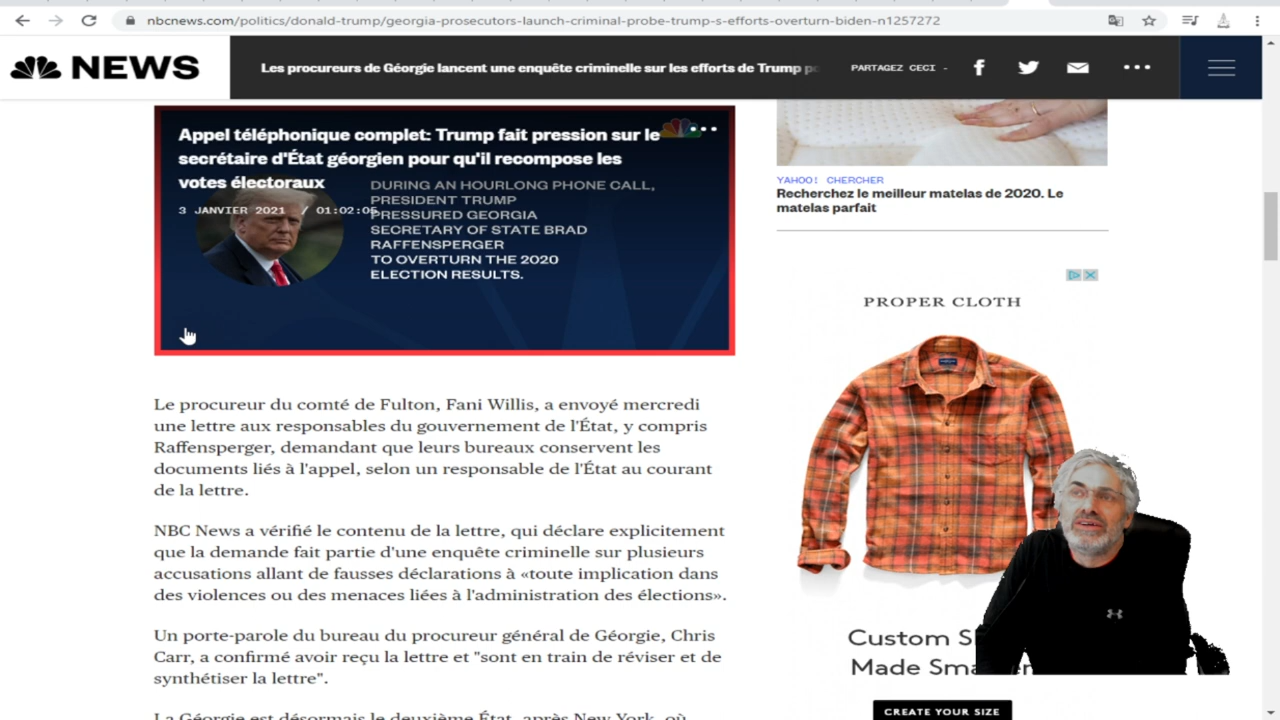 nbcnews.com/politics/donald-trump/georgia-prosecutors-launch-criminal-probe-trump-s-efforts-overturn-biden-n1257272
NEWS
Les procureurs de Géorgie lancent une enquête criminelle sur les efforts de Trump
PARTAGEZ CECI -
Appel téléphonique complet: Trump fait pression sur le
secrétaire d'État géorgien pour qu'il recompose les
votes électoraux
3 JANVIER 2021 / 01:02:05
DURING AN HOURLONG PHONE CALL,
PRESIDENT TRUMP
PRESSURED GEORGIA
SECRETARY OF STATE BRAD
RAFFENSPERGER
TO OVERTURN THE 2020
ELECTION RESULTS.
Le procureur du comté de Fulton, Fani Willis, a envoyé mercredi
une lettre aux responsables du gouvernement de l'État, y compris
Raffensperger, demandant que leurs bureaux conservent les
documents liés à l'appel, selon un responsable de l'État au courant
de la lettre.
NBC News a vérifié le contenu de la lettre, qui déclare explicitement
que la demande fait partie d'une enquête criminelle sur plusieurs
accusations allant de fausses déclarations à «toute implication dans
des violences ou des menaces liées à l'administration des élections».
Un porte-parole du bureau du procureur général de Géorgie, Chris
Carr, a confirmé avoir reçu la lettre et "sont en train de réviser et de
synthétiser la lettre".
La Géorgie est désormais le deuxième État, après New York, où
YAHOO! CHERCHER
Recherchez le meilleur matelas de 2020. Le
matelas parfait
PROPER CLOTH
Custom
Made
CREATE YOUR SIZE